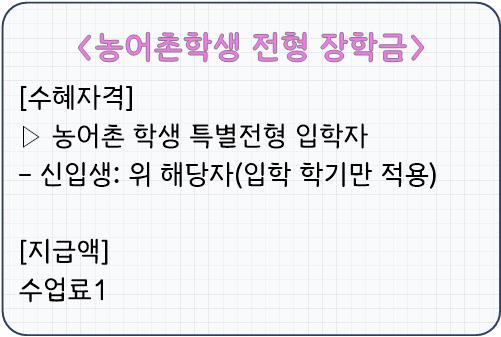 <농어촌학생 전형 장학금>
[수혜자격]
▷ 농어촌 학생 특별전형 입학자
– 신입생: 위 해당자(입학 학기만 적용)
[지급액]
수업료1